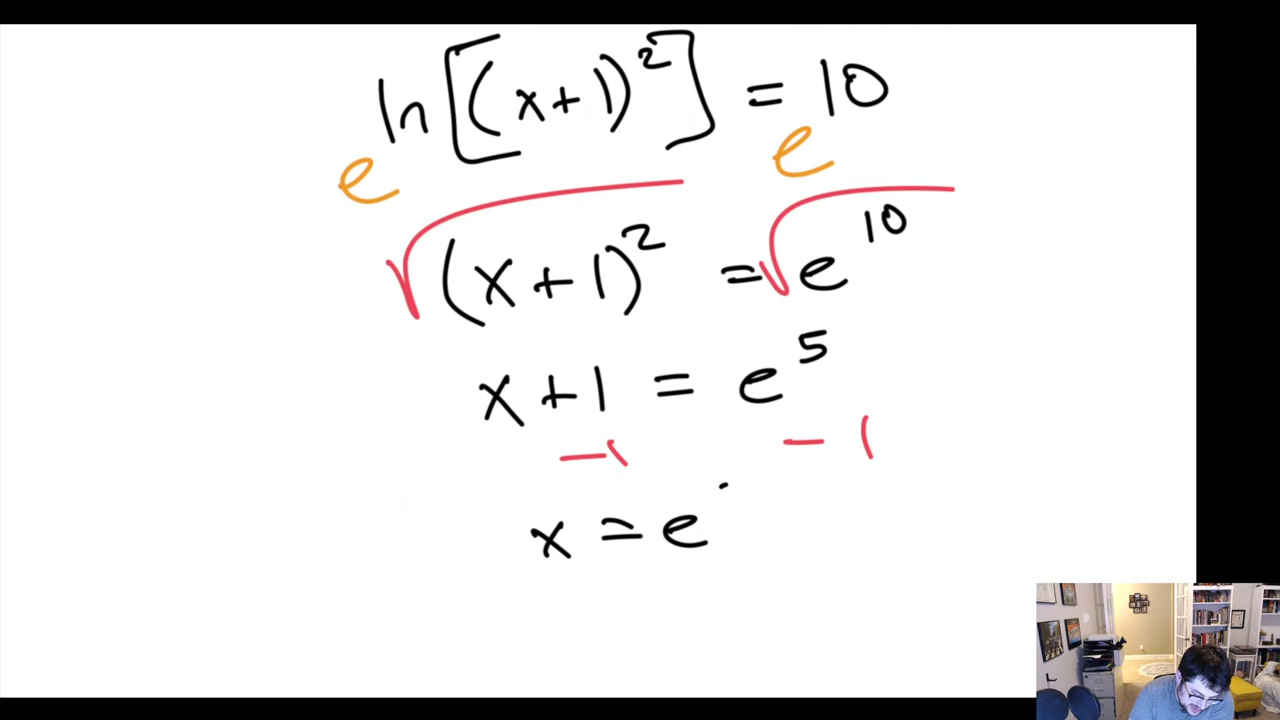 ln[(x+1)²] = 10
e e
√(x+1)² = √e¹⁰
x+1 = e⁵
-1 -1
x = e